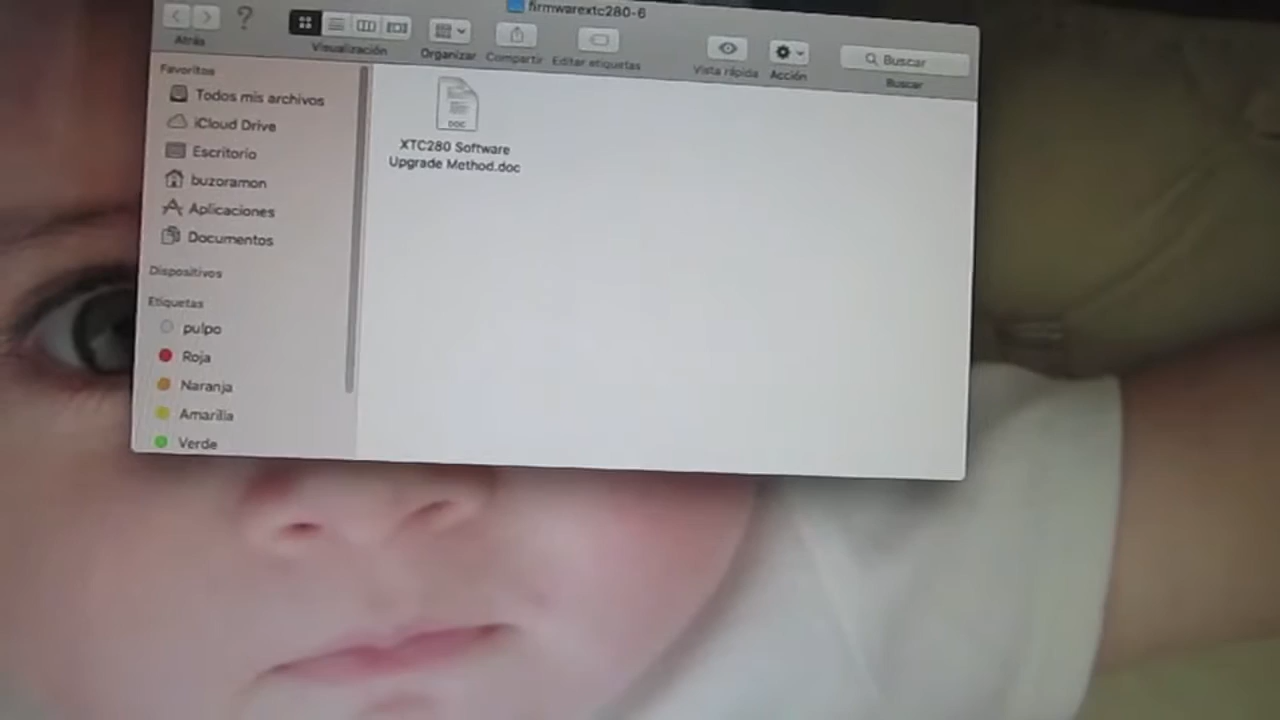 firmwarextc280-6
?
Atrás
Visualización
Organizar
Compartir
Editar etiquetas
Vista rápida
Acción
Buscar
Buscar
Favoritos
Todos mis archivos
iCloud Drive
Escritorio
buzoramon
Aplicaciones
Documentos
Dispositivos
Etiquetas
pulpo
Roja
Naranja
Amarilla
Verde
DOC
XTC280 Software
Upgrade Method.doc